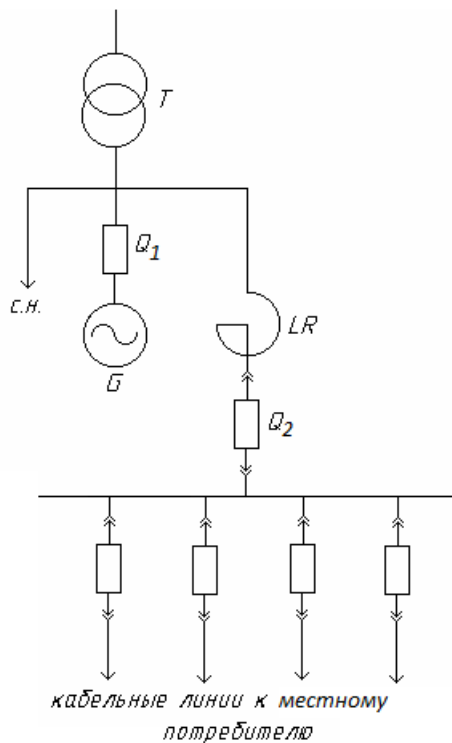 T
Q1
с.н.
LR
G
Q2
кабельные линии к местному
потребителю